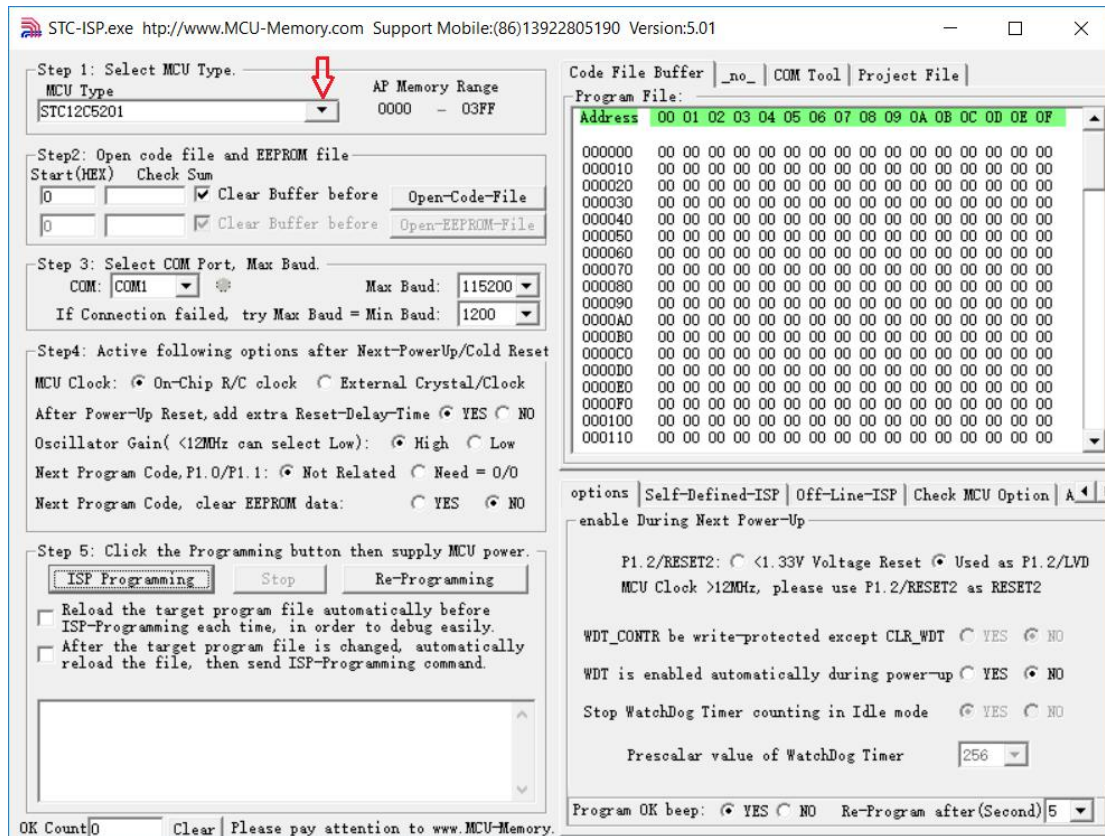 STC-ISP.exe htp://www.MCU-Memory.com Support Mobile:(86)13922805190 Version:5.01
Step 1: Select MCU Type.
MCU Type
AP Memory Range
STC12C5201
0000 - 03FF
Step2: Open code file and EEPROM file
Start(HEX) Check Sum
0
Clear Buffer before
Open-Code-File
0
Clear Buffer before
Open-EEPROM-File
Step 3: Select COM Port, Max Baud.
COM: COM1 Max Baud: 115200
If Connection failed, try Max Baud = Min Baud: 1200
Step4: Active following options after Next-PowerUp/Cold Reset
MCU Clock: On-Chip R/C clock External Crystal/Clock
After Power-Up Reset, add extra Reset-Delay-Time YES NO
Oscillator Gain( <12MHz can select Low): High Low
Next Program Code, P1.0/P1.1: Not Related Need = 0/0
Next Program Code, clear EEPROM data: YES NO
Step 5: Click the Programming button then supply MCU power.
ISP Programming Stop Re-Programming
Reload the target program file automatically before
ISP-Programming each time, in order to debug easily.
After the target program file is changed, automatically
reload the file, then send ISP-Programming command.
OK Count 0 Clear Please pay attention to www.MCU-Memory.
Code File Buffer _no_ COM Tool Project File
Program File:
Address 00 01 02 03 04 05 06 07 08 09 0A 0B 0C 0D 0E 0F
000000 00 00 00 00 00 00 00 00 00 00 00 00 00 00 00 00
000010 00 00 00 00 00 00 00 00 00 00 00 00 00 00 00 00
000020 00 00 00 00 00 00 00 00 00 00 00 00 00 00 00 00
000030 00 00 00 00 00 00 00 00 00 00 00 00 00 00 00 00
000040 00 00 00 00 00 00 00 00 00 00 00 00 00 00 00 00
000050 00 00 00 00 00 00 00 00 00 00 00 00 00 00 00 00
000060 00 00 00 00 00 00 00 00 00 00 00 00 00 00 00 00
000070 00 00 00 00 00 00 00 00 00 00 00 00 00 00 00 00
000080 00 00 00 00 00 00 00 00 00 00 00 00 00 00 00 00
000090 00 00 00 00 00 00 00 00 00 00 00 00 00 00 00 00
0000A0 00 00 00 00 00 00 00 00 00 00 00 00 00 00 00 00
0000B0 00 00 00 00 00 00 00 00 00 00 00 00 00 00 00 00
0000C0 00 00 00 00 00 00 00 00 00 00 00 00 00 00 00 00
0000D0 00 00 00 00 00 00 00 00 00 00 00 00 00 00 00 00
0000E0 00 00 00 00 00 00 00 00 00 00 00 00 00 00 00 00
0000F0 00 00 00 00 00 00 00 00 00 00 00 00 00 00 00 00
000100 00 00 00 00 00 00 00 00 00 00 00 00 00 00 00 00
000110 00 00 00 00 00 00 00 00 00 00 00 00 00 00 00 00
options Self-Defined-ISP Off-Line-ISP Check MCU Option A
enable During Next Power-Up
P1.2/RESET2: <1.33V Voltage Reset Used as P1.2/LVD
MCU Clock >12MHz, please use P1.2/RESET2 as RESET2
WDT_CONTR be write-protected except CLR_WDT YES NO
WDT is enabled automatically during power-up YES NO
Stop WatchDog Timer counting in Idle mode YES NO
Prescalar value of WatchDog Timer 256
Program OK beep: YES NO Re-Program after(Second) 5